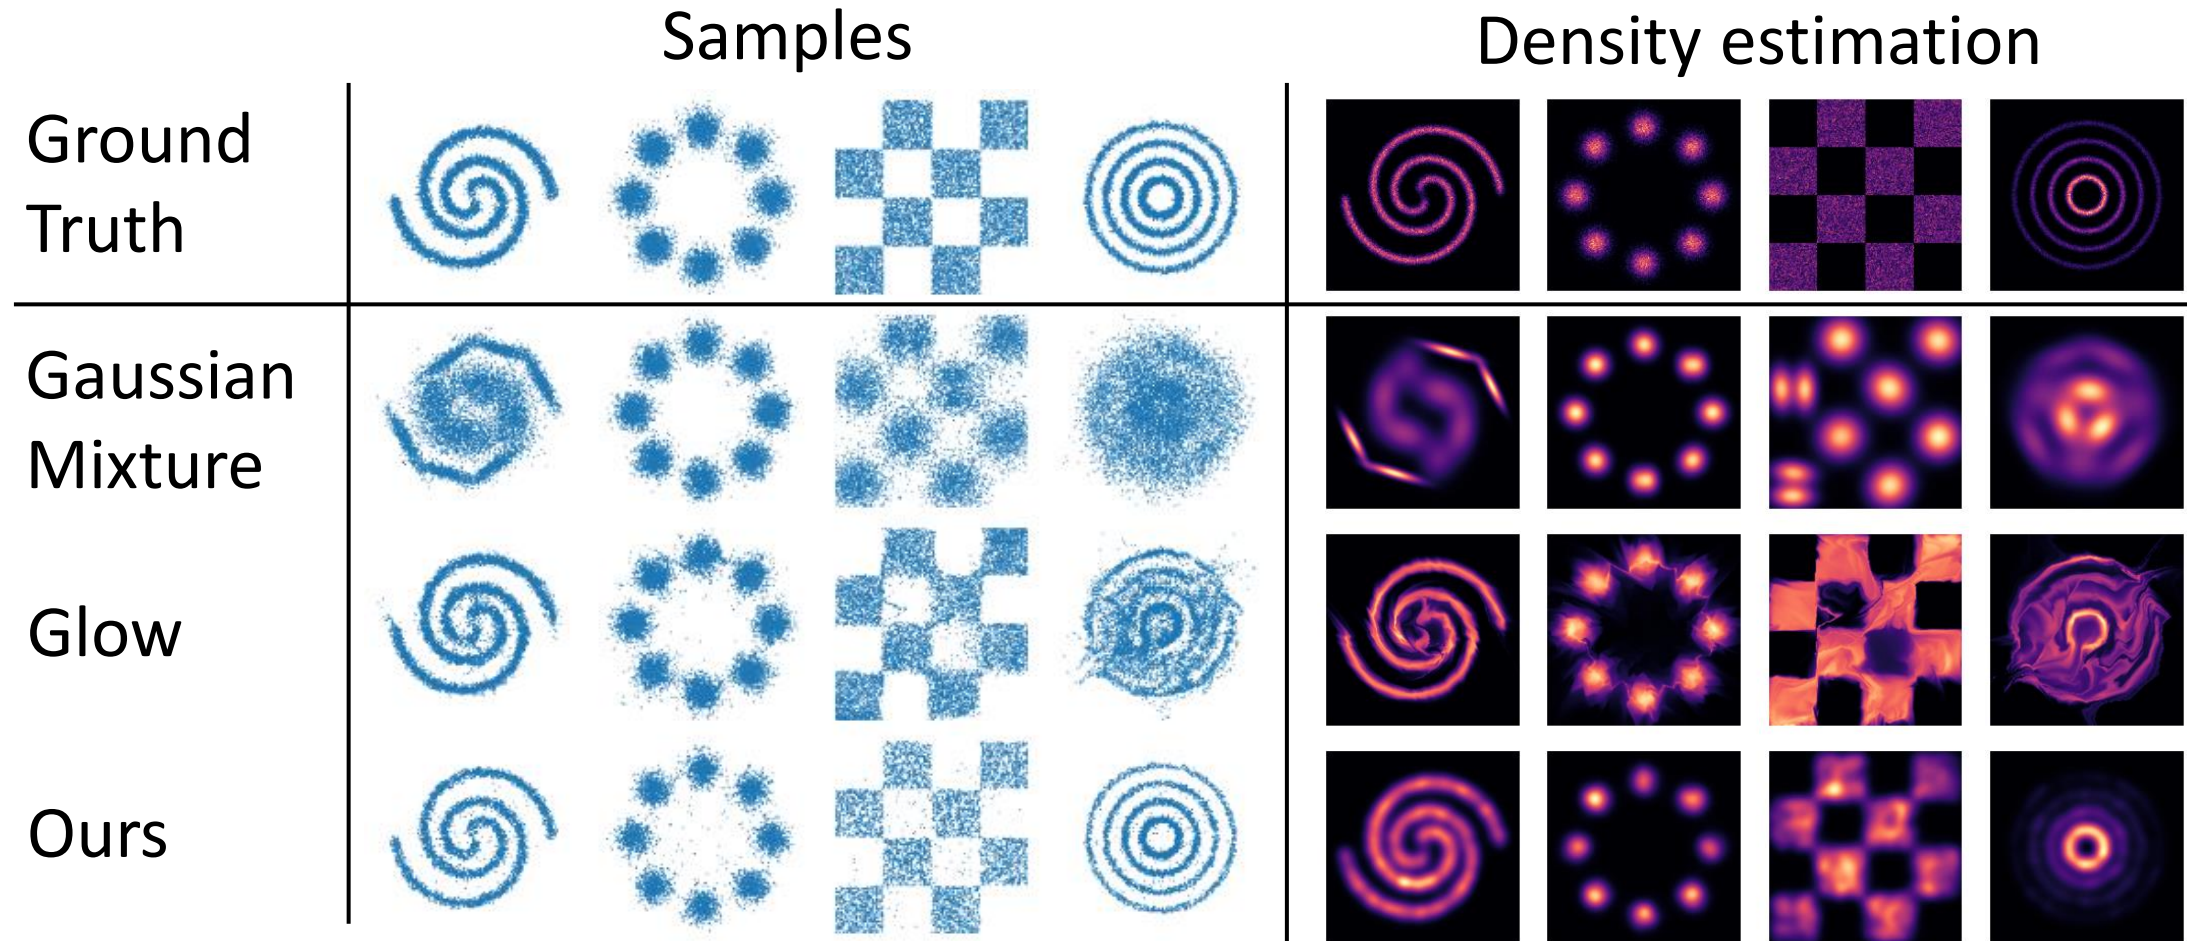 Samples
Density estimation
Ground
Truth
Gaussian
Mixture
Glow
Ours